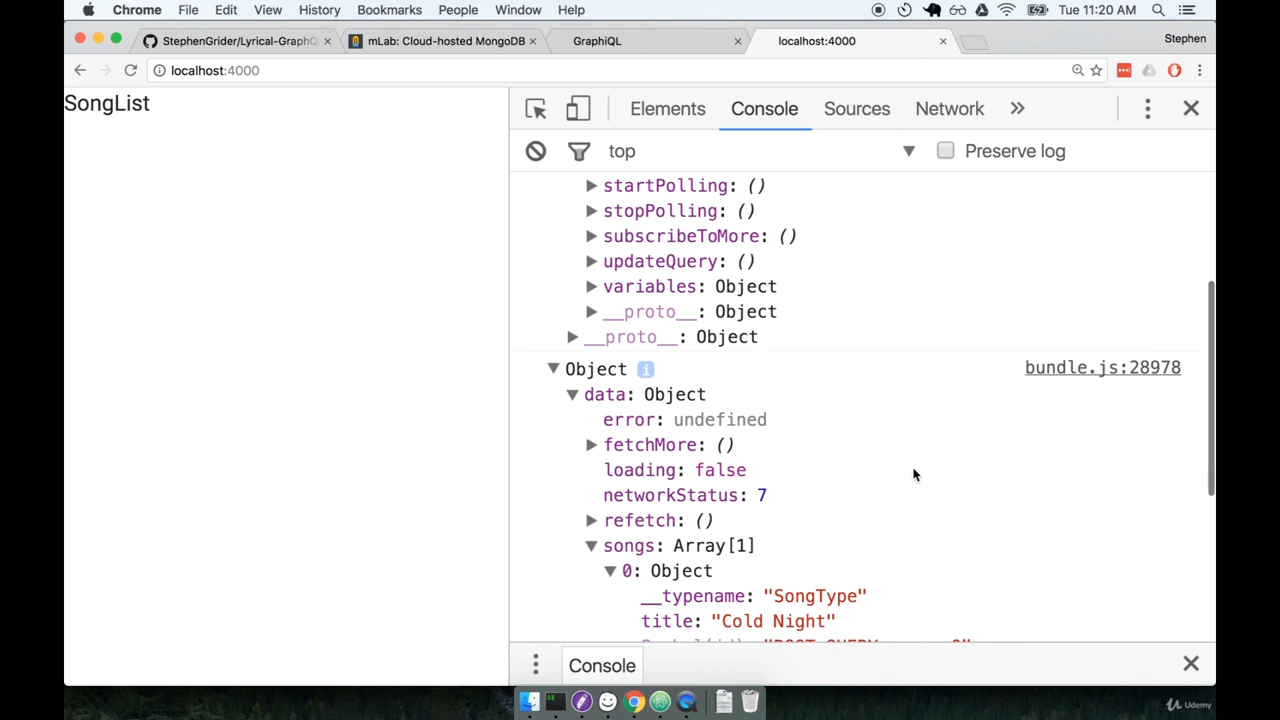 Chrome File Edit View History Bookmarks People Window Help Tue 11:20 AM
StephenGrider/Lyrical-GraphQ mLab: Cloud-hosted MongoDB GraphiQL localhost:4000 Stephen
localhost:4000
SongList
Elements Console Sources Network
top Preserve log
startPolling: ()
stopPolling: ()
subscribeToMore: ()
updateQuery: ()
variables: Object
__proto__: Object
__proto__: Object
Object bundle.js:28978
data: Object
error: undefined
fetchMore: ()
loading: false
networkStatus: 7
refetch: ()
songs: Array[1]
0: Object
__typename: "SongType"
title: "Cold Night"
Console
Udemy